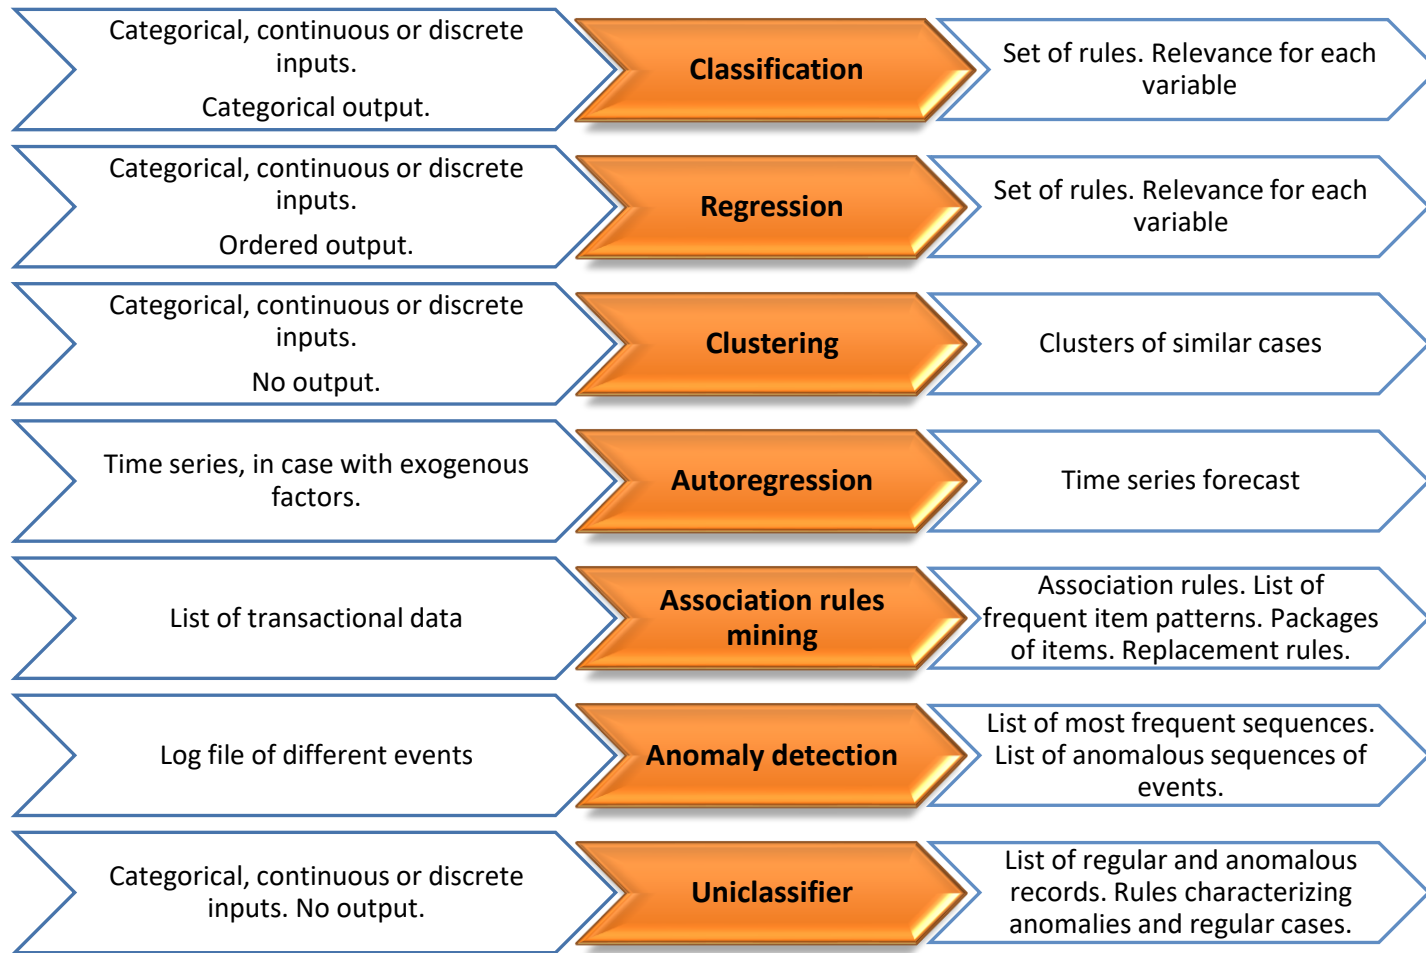 Categorical, continuous or discrete
inputs.
Categorical output.
Classification
Set of rules. Relevance for each
variable
Categorical, continuous or discrete
inputs.
Ordered output.
Regression
Set of rules. Relevance for each
variable
Categorical, continuous or discrete
inputs.
No output.
Clustering
Clusters of similar cases
Time series, in case with exogenous
factors.
Autoregression
Time series forecast
List of transactional data
Association rules
mining
Association rules. List of
frequent item patterns. Packages
of items. Replacement rules.
Log file of different events
Anomaly detection
List of most frequent sequences.
List of anomalous sequences of
events.
Categorical, continuous or discrete
inputs. No output.
Uniclassifier
List of regular and anomalous
records. Rules characterizing
anomalies and regular cases.